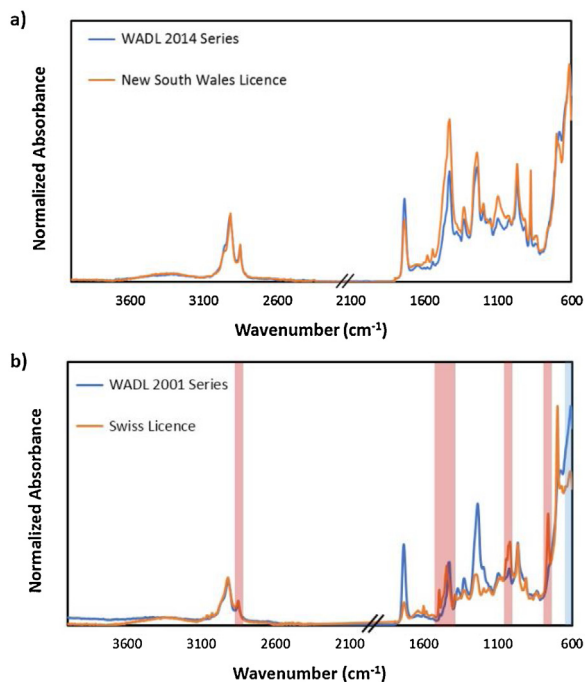 a)
WADL 2014 Series
New South Wales Licence
Normalized Absorbance
3600 3100 2600 2100 1600 1100 600
Wavenumber (cm-1)
b)
WADL 2001 Series
Swiss Licence
Normalized Absorbance
3600 3100 2600 2100 1600 1100 600
Wavenumber (cm-1)